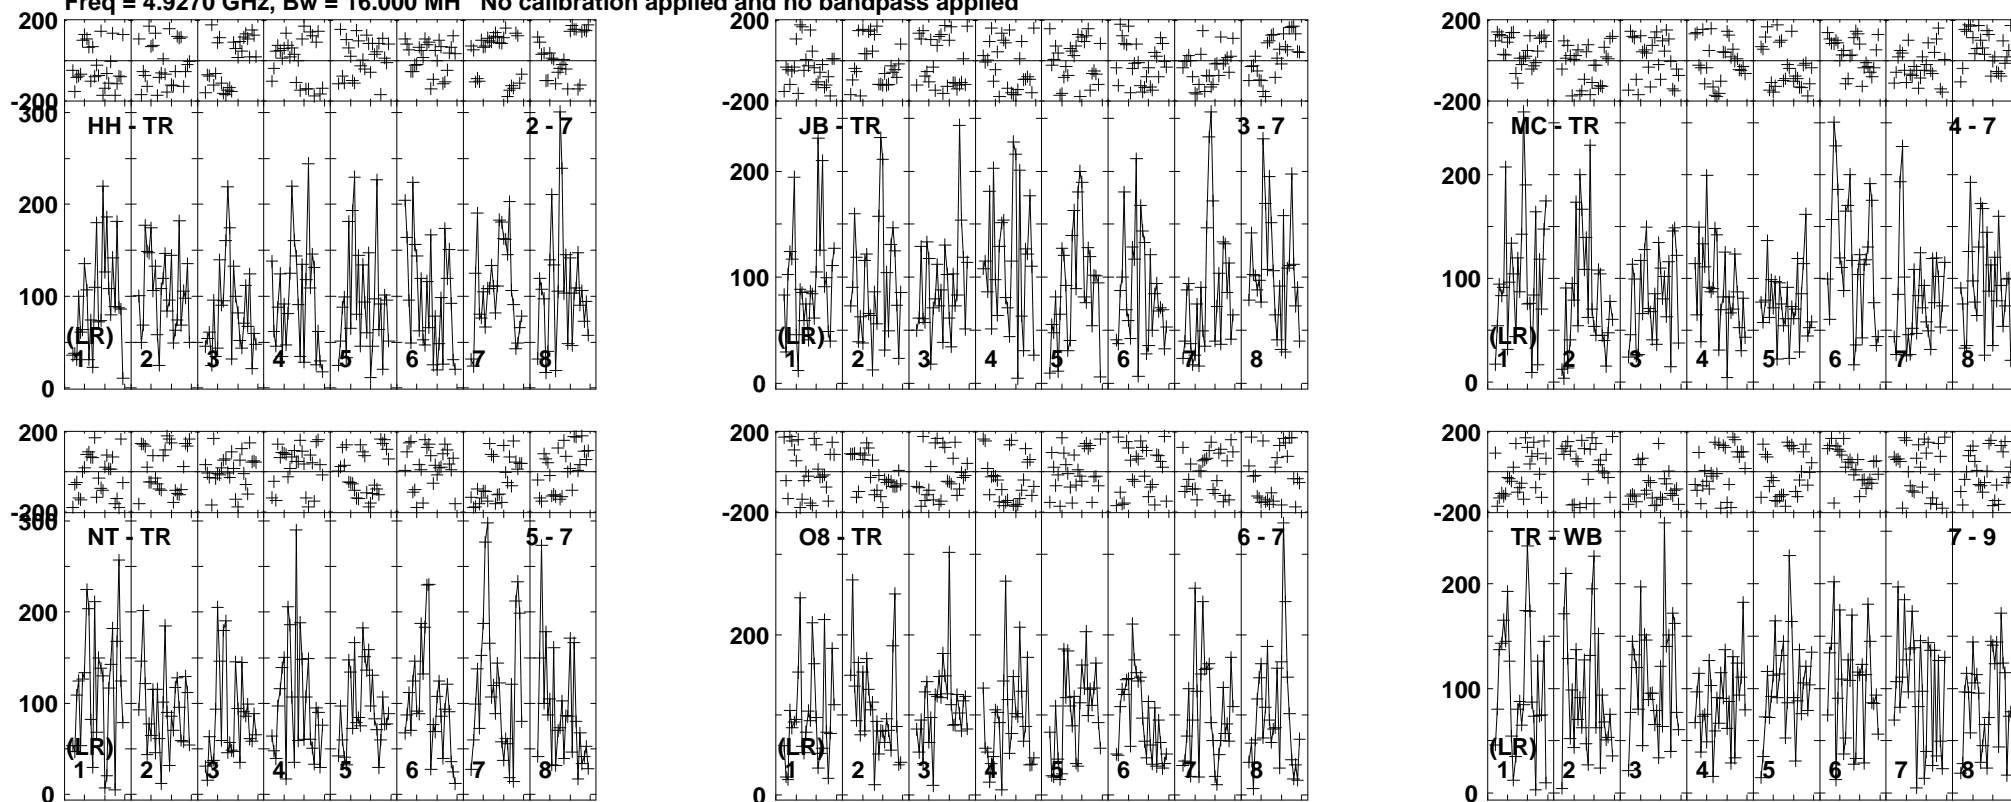 Freq = 4.9270 GHz, Bw = 16.000 MH No calibration applied and no bandpass applied
200 200 200
-200 -200 -200
300
HH - TR 2 - 7 JB - TR 3 - 7 MC - TR 4 - 7
200 200 200
100 100 100
(LR) (LR) (LR)
1 2 3 4 5 6 7 8 1 2 3 4 5 6 7 8 1 2 3 4 5 6 7 8
0 0 0
200 200 200
-200 -200 -200
300
NT - TR 5 - 7 O8 - TR 6 - 7 TR - WB 7 - 9
200 200 200
100 100
(LR) (LR) (LR)
1 2 3 4 5 6 7 8 1 2 3 4 5 6 7 8 1 2 3 4 5 6 7 8
0 0 0